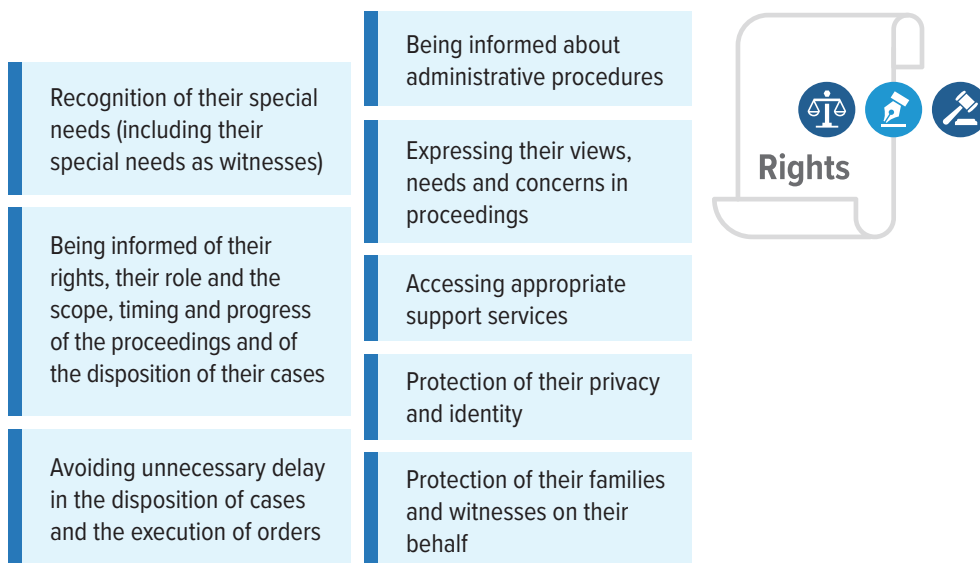 Recognition of their special
needs (including their
special needs as witnesses)
Being informed of their
rights, their role and the
scope, timing and progress
of the proceedings and of
the disposition of their cases
Avoiding unnecessary delay
in the disposition of cases
and the execution of orders
Being informed about
administrative procedures
Expressing their views,
needs and concerns in
proceedings
Accessing appropriate
support services
Protection of their privacy
and identity
Protection of their families
and witnesses on their
behalf
Rights